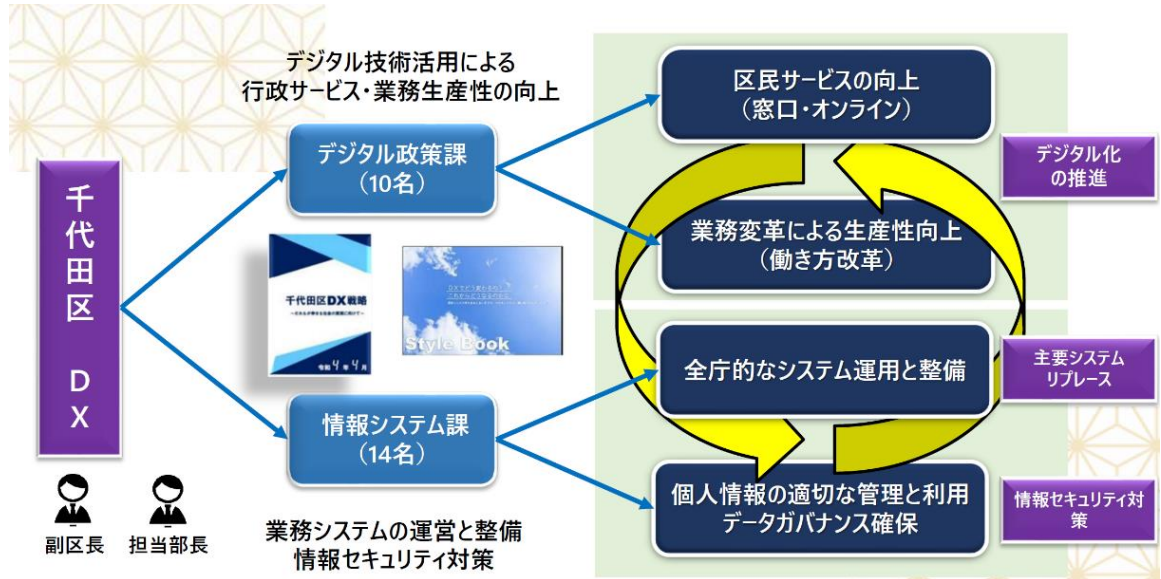 デジタル技術活用による
行政サービス・業務生産性の向上
千代田区 DX
副区長
担当部長
デジタル政策課
（10名）
千代田区DX戦略
令和4年4月
Style Book
情報システム課
（14名）
業務システムの運営と整備
情報セキュリティ対策
区民サービスの向上
（窓口・オンライン）
業務変革による生産性向上
（働き方改革）
全庁的なシステム運用と整備
個人情報の適切な管理と利用
データガバナンス確保
デジタル化
の推進
主要システム
リプレース
情報セキュリティ対
策